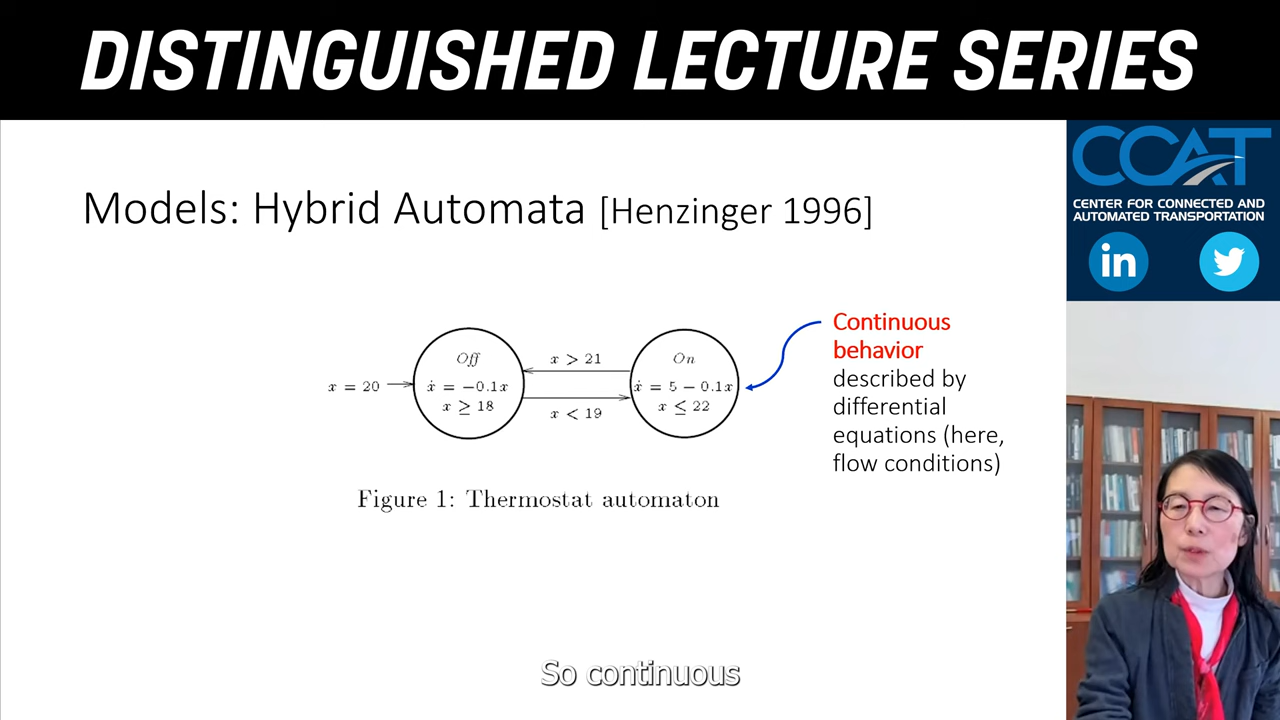 DISTINGUISHED LECTURE SERIES
CCAT
CENTER FOR CONNECTED AND
AUTOMATED TRANSPORTATION
in
Models: Hybrid Automata [Henzinger 1996]
x = 20
Off
ẋ = −0.1x
x ≥ 18
x > 21
x < 19
On
ẋ = 5 − 0.1x
x ≤ 22
Continuous
behavior
described by
differential
equations (here,
flow conditions)
Figure 1: Thermostat automaton
So continuous